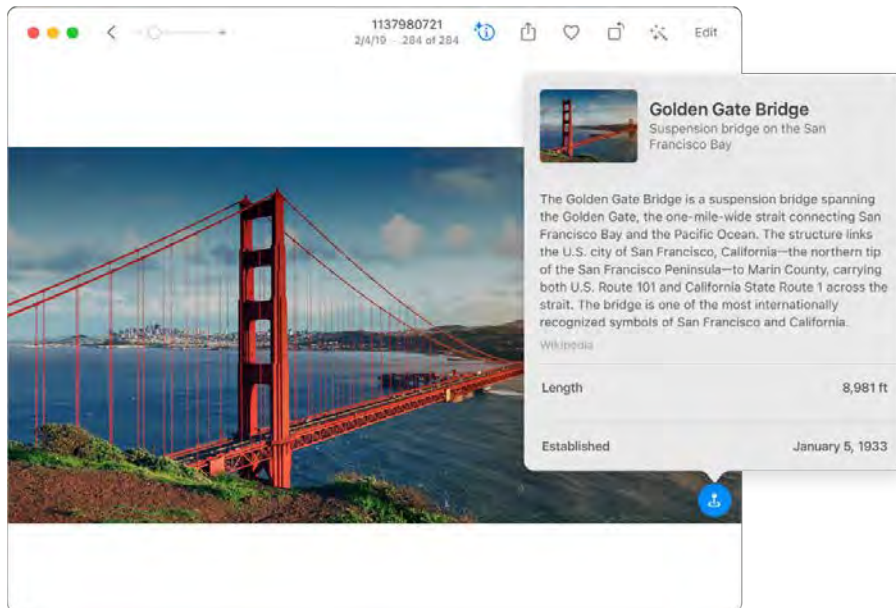 1137980721
2/4/19 - 284 of 284
Edit
Golden Gate Bridge
Suspension bridge on the San
Francisco Bay
The Golden Gate Bridge is a suspension bridge spanning
the Golden Gate, the one-mile-wide strait connecting San
Francisco Bay and the Pacific Ocean. The structure links
the U.S. city of San Francisco, California—the northern tip
of the San Francisco Peninsula—to Marin County, carrying
both U.S. Route 101 and California State Route 1 across the
strait. The bridge is one of the most internationally
recognized symbols of San Francisco and California.
Wikipedia
Length 8,981 ft
Established January 5, 1933